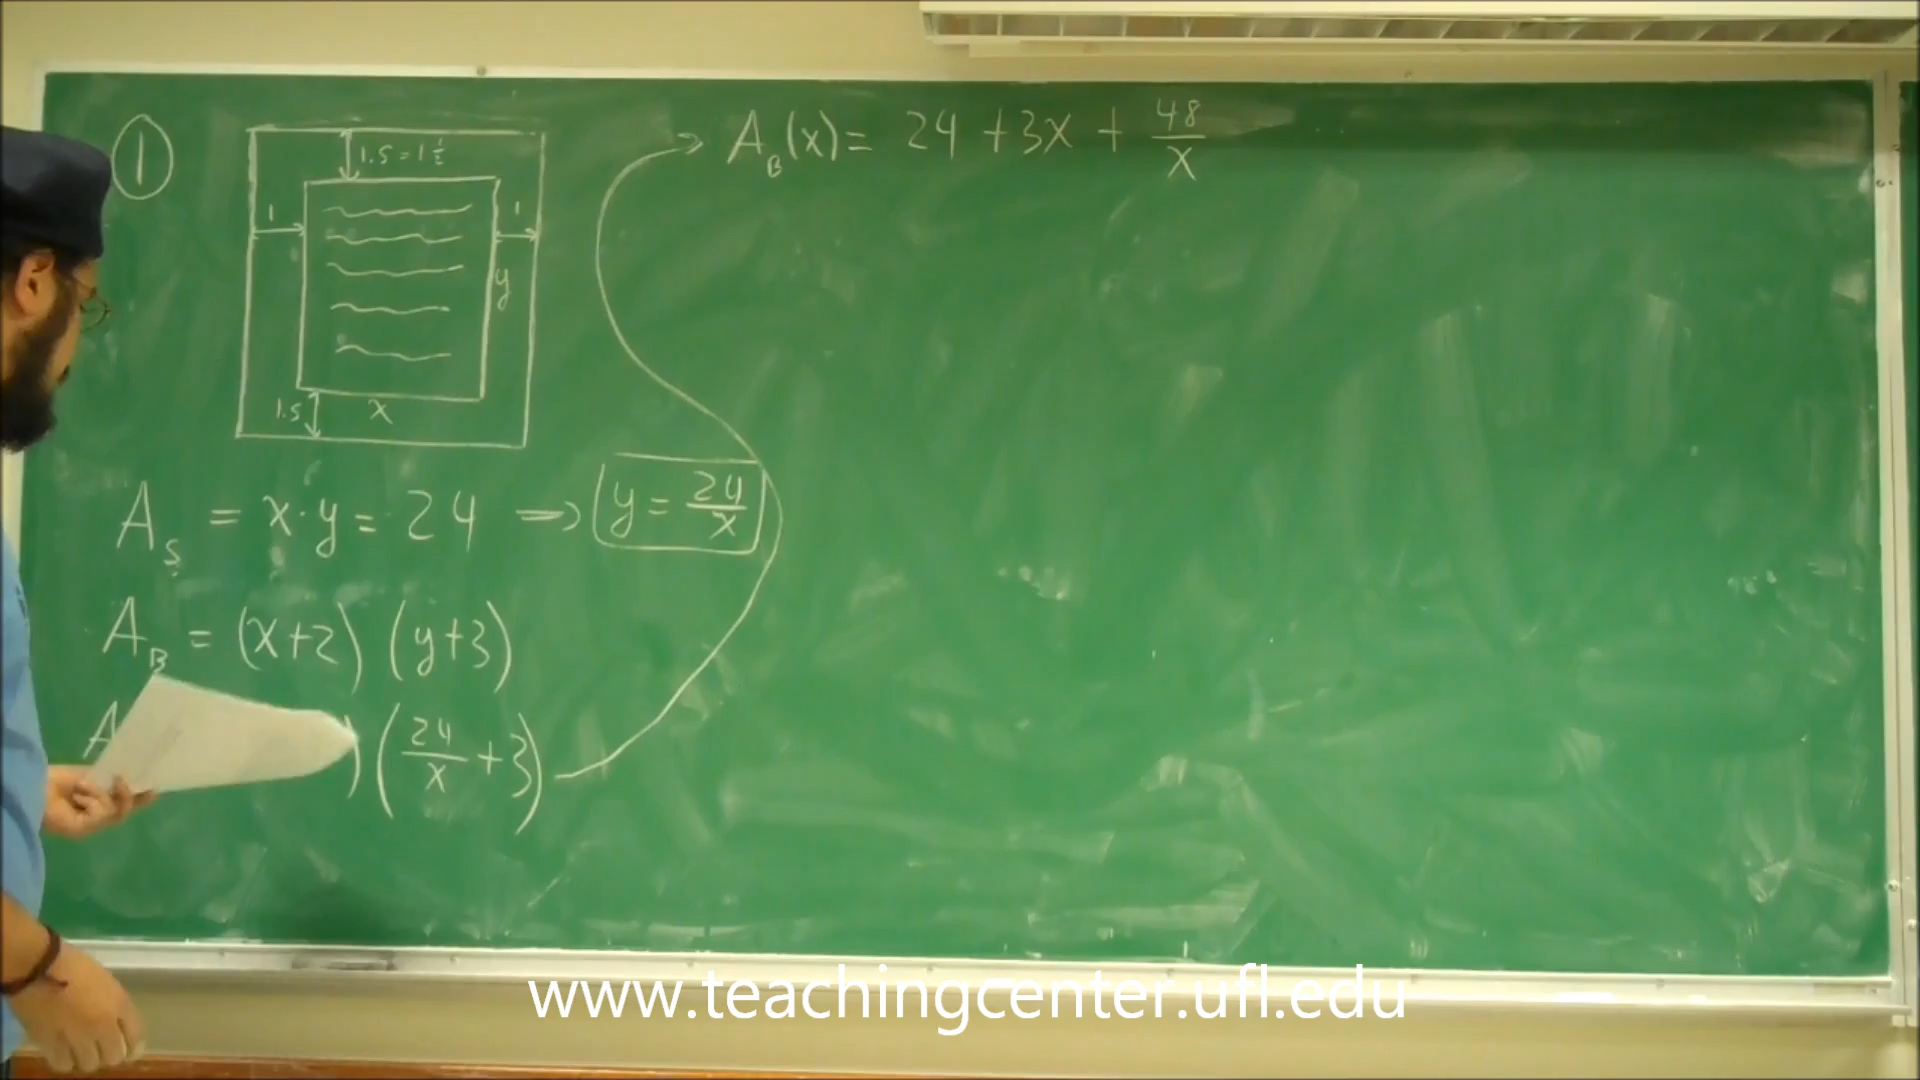 ①
1.5 = 1 1/2
1
1
y
1.5
x
A_S = x·y = 24 ⟹ y = 24/x
A_B = (x+2) (y+3)
A ) (24/x + 3)
A_B(x) = 24 + 3x + 48/x
www.teachingcenter.ufl.edu